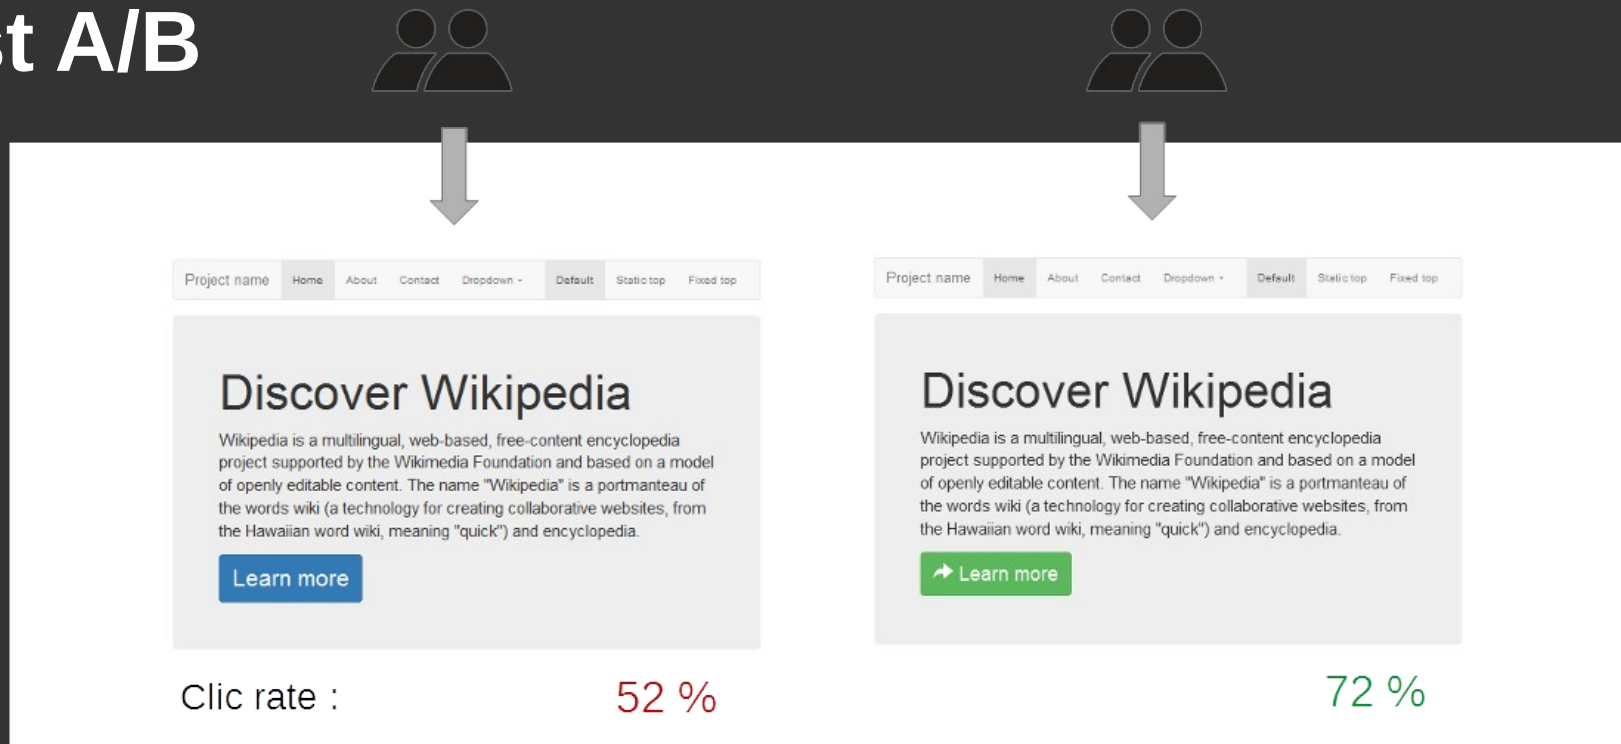 st A/B
Project name Home About Contact Dropdown Default Static top Fixed top
Discover Wikipedia
Wikipedia is a multilingual, web-based, free-content encyclopedia
project supported by the Wikimedia Foundation and based on a model
of openly editable content. The name "Wikipedia" is a portmanteau of
the words wiki (a technology for creating collaborative websites, from
the Hawaiian word wiki, meaning "quick") and encyclopedia.
Learn more
Clic rate : 52 %
Project name Home About Contact Dropdown Default Static top Fixed top
Discover Wikipedia
Wikipedia is a multilingual, web-based, free-content encyclopedia
project supported by the Wikimedia Foundation and based on a model
of openly editable content. The name "Wikipedia" is a portmanteau of
the words wiki (a technology for creating collaborative websites, from
the Hawaiian word wiki, meaning "quick") and encyclopedia.
Learn more
72 %